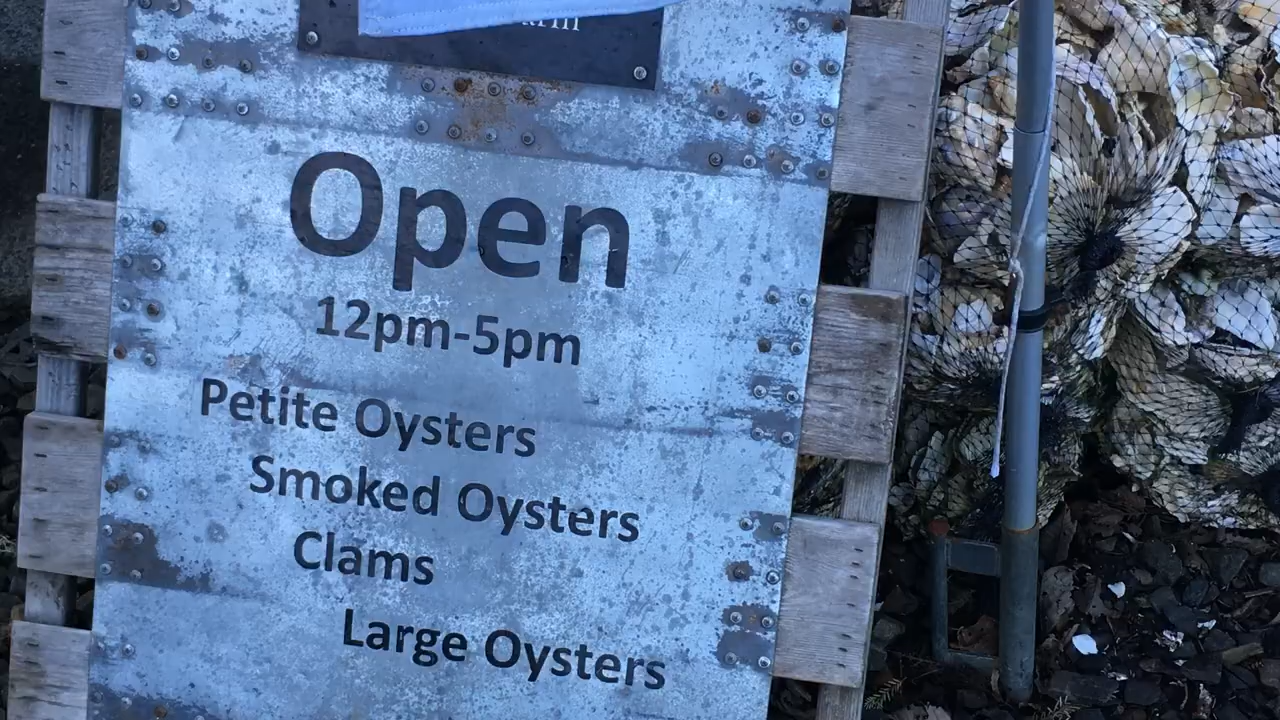 Open
12pm-5pm
Petite Oysters
Smoked Oysters
Clams
Large Oysters